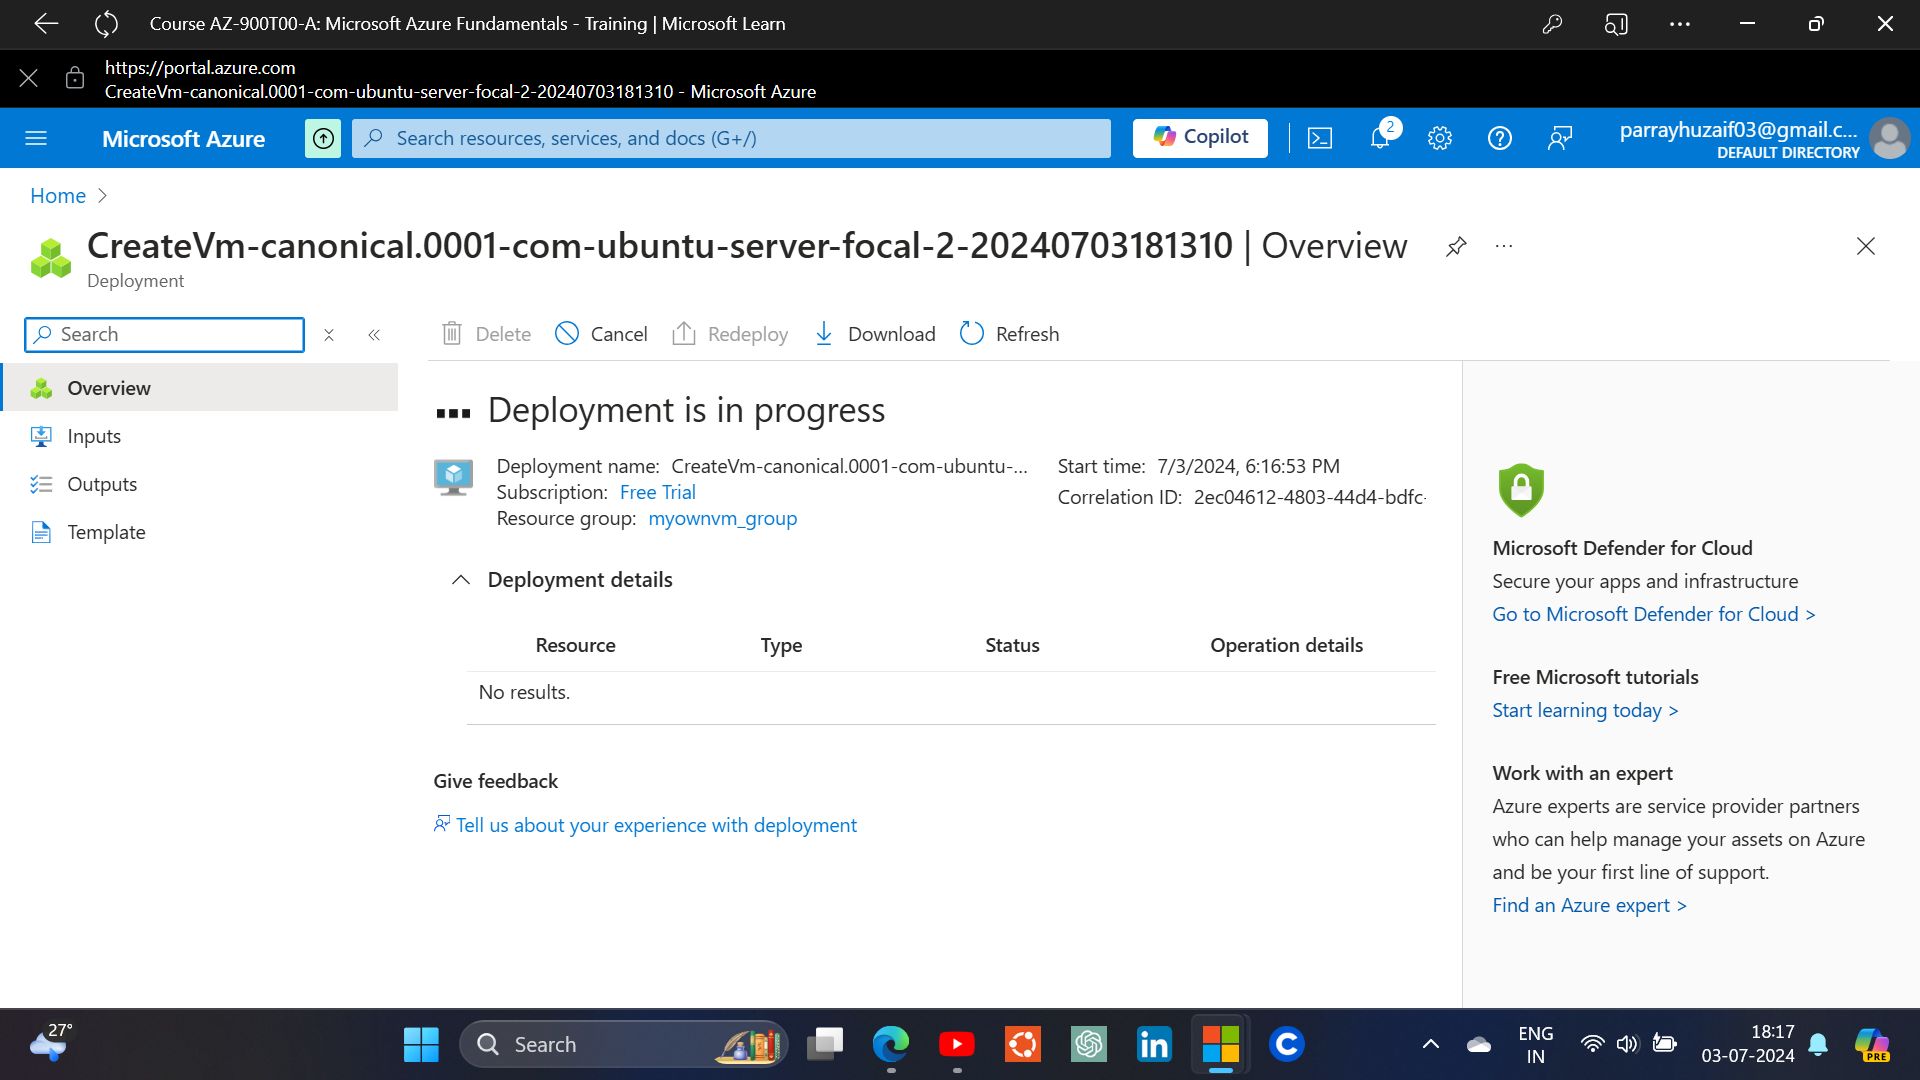 Course AZ-900T00-A: Microsoft Azure Fundamentals - Training | Microsoft Learn
https://portal.azure.com
CreateVm-canonical.0001-com-ubuntu-server-focal-2-20240703181310 - Microsoft Azure
Microsoft Azure
Search resources, services, and docs (G+/)
Copilot
2
parrayhuzaif03@gmail.c...
DEFAULT DIRECTORY
Home
CreateVm-canonical.0001-com-ubuntu-server-focal-2-20240703181310 | Overview
Deployment
Search
Delete
Cancel
Redeploy
Download
Refresh
Overview
Inputs
Outputs
Template
Deployment is in progress
Deployment name: CreateVm-canonical.0001-com-ubuntu-...
Subscription: Free Trial
Resource group: myownvm_group
Start time: 7/3/2024, 6:16:53 PM
Correlation ID: 2ec04612-4803-44d4-bdfc-
Deployment details
Resource Type Status Operation details
No results.
Give feedback
Tell us about your experience with deployment
Microsoft Defender for Cloud
Secure your apps and infrastructure
Go to Microsoft Defender for Cloud >
Free Microsoft tutorials
Start learning today >
Work with an expert
Azure experts are service provider partners
who can help manage your assets on Azure
and be your first line of support.
Find an Azure expert >
27°
Search
in
C
ENG
IN
18:17
03-07-2024
PRE